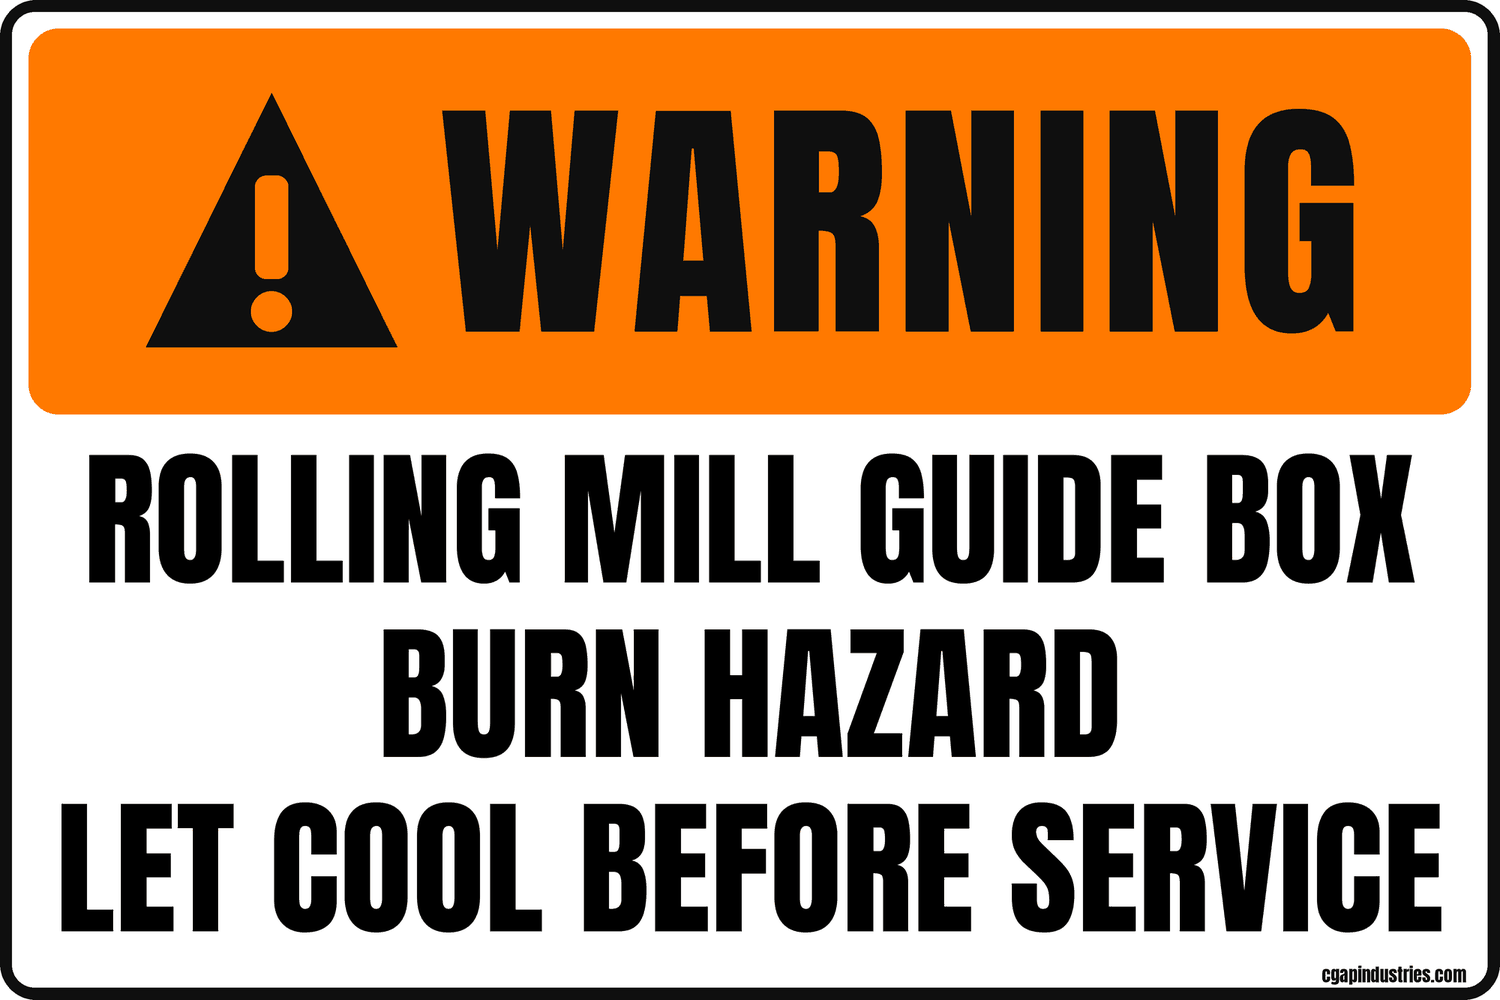 WARNING
ROLLING MILL GUIDE BOX
BURN HAZARD
LET COOL BEFORE SERVICE
cgapindustries.com